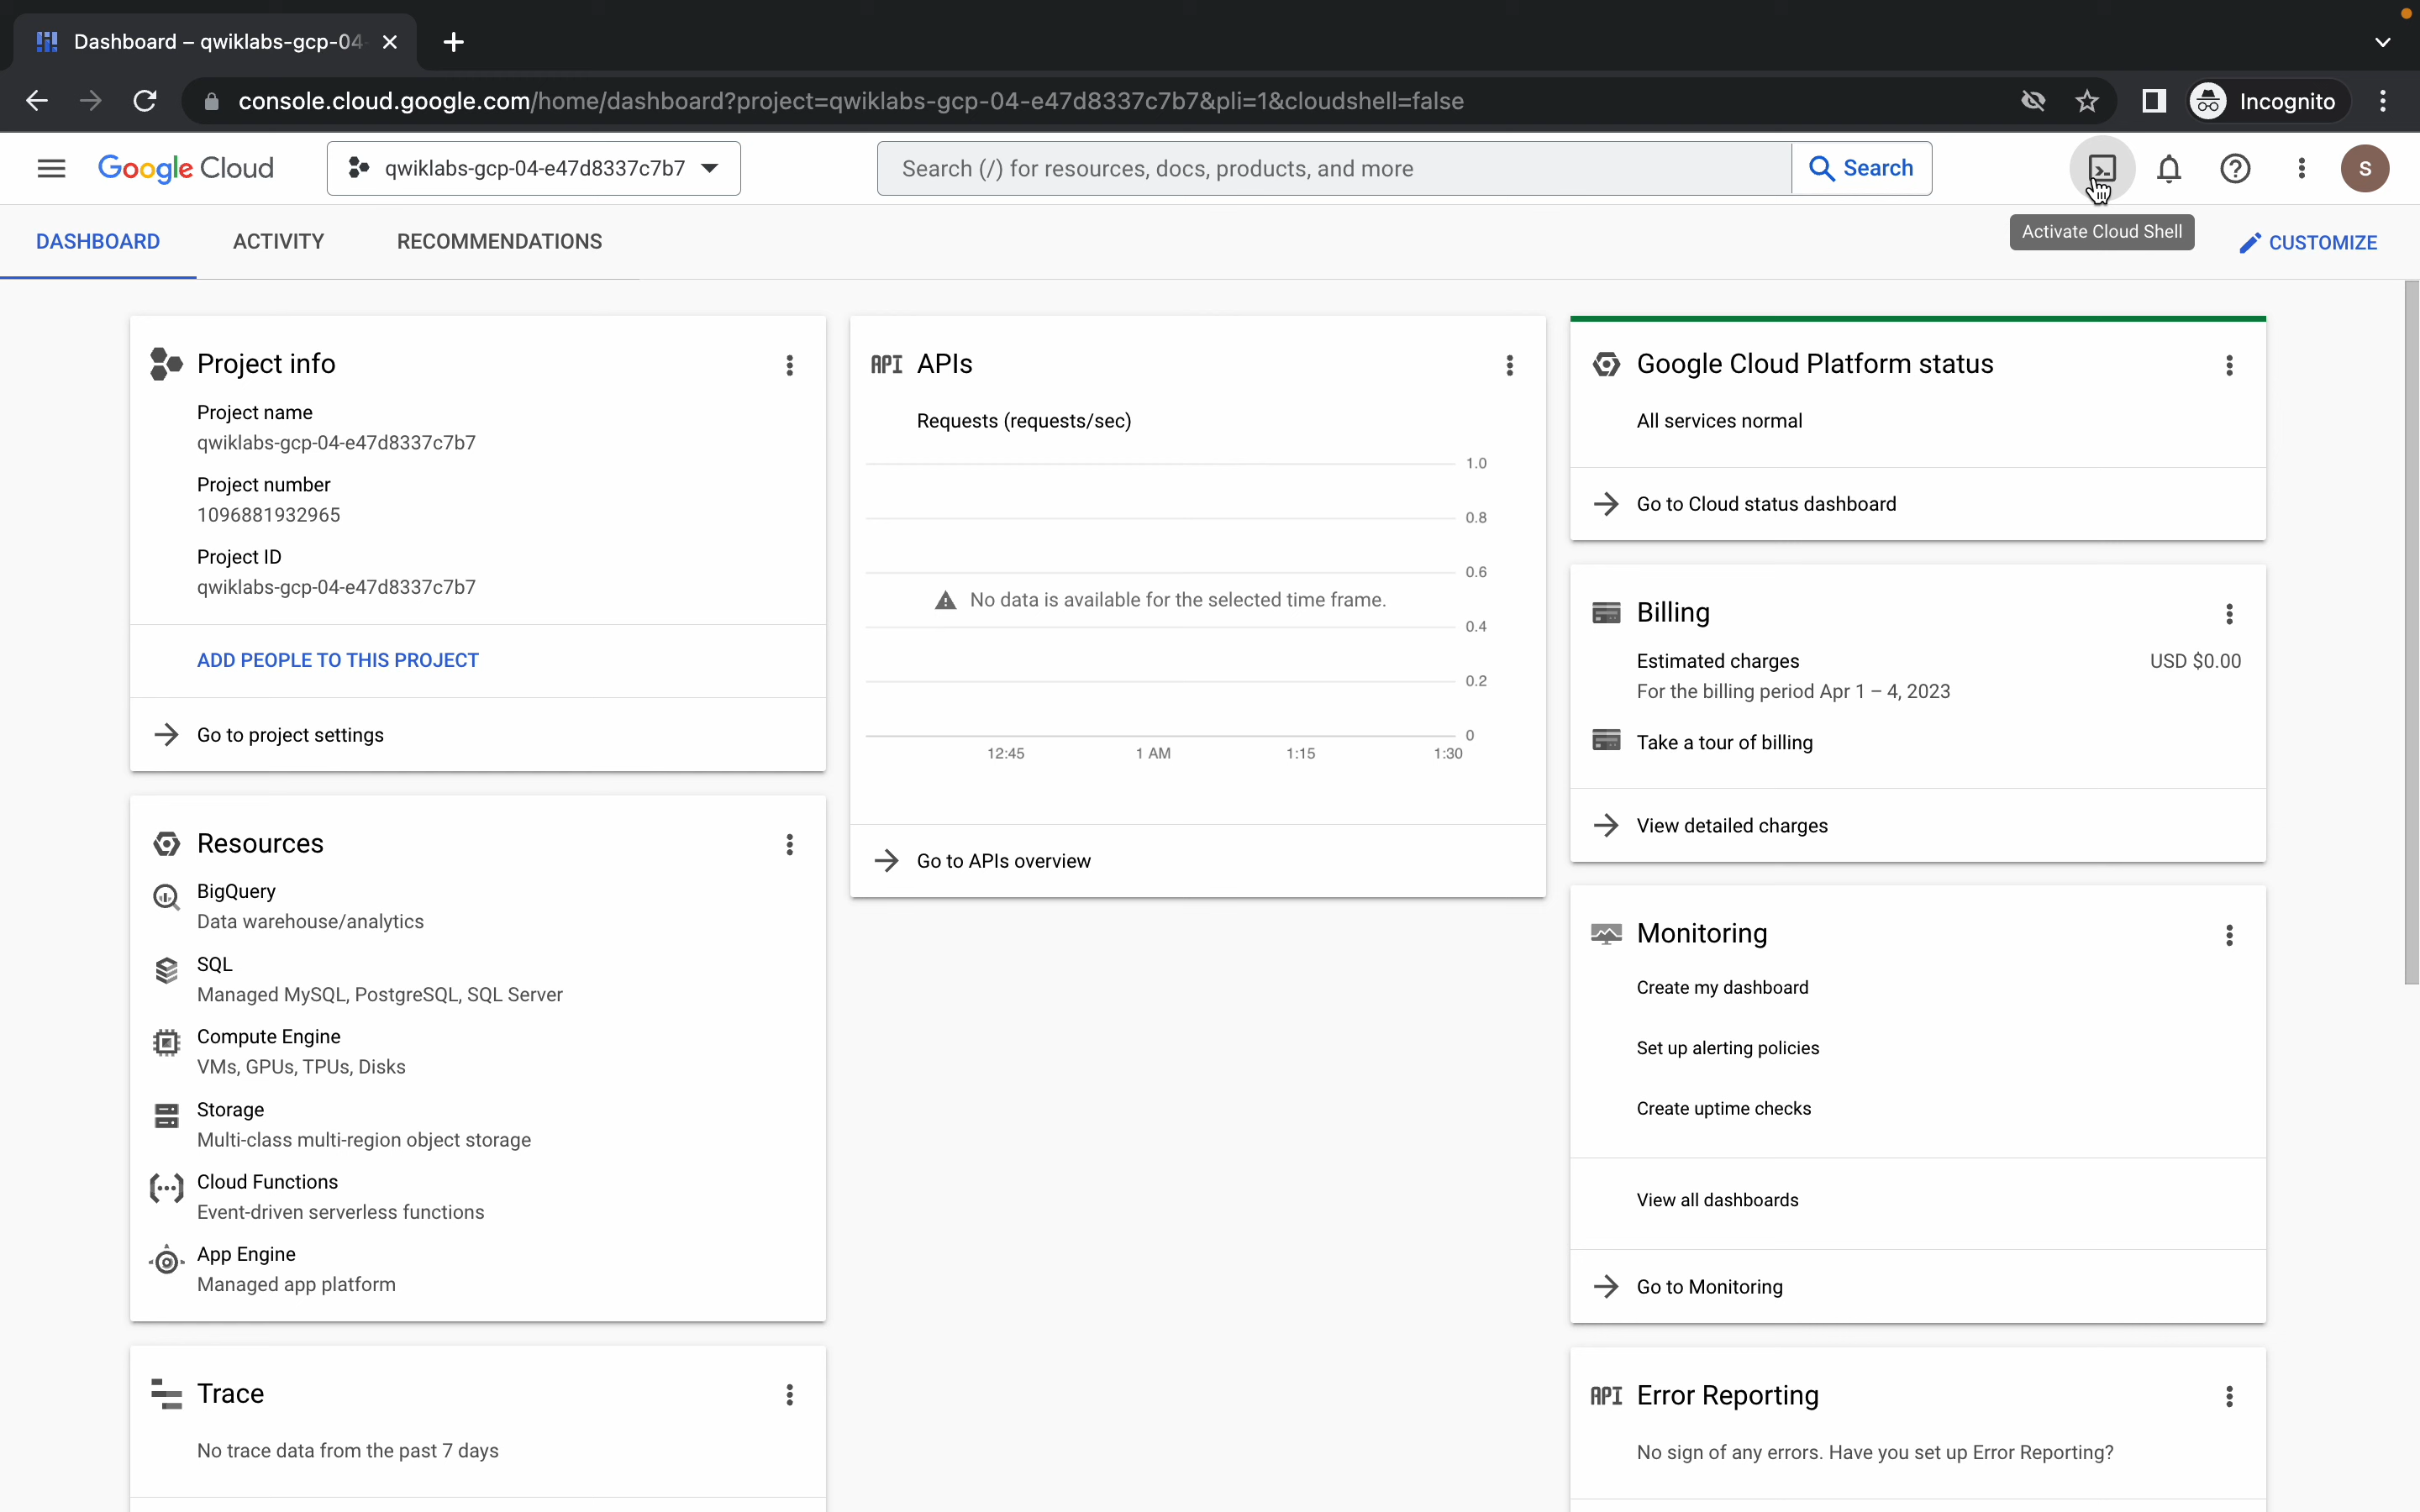 Dashboard – qwiklabs-gcp-04
console.cloud.google.com/home/dashboard?project=qwiklabs-gcp-04-e47d8337c7b7&pli=1&cloudshell=false
Incognito
Google Cloud
qwiklabs-gcp-04-e47d8337c7b7
Search (/) for resources, docs, products, and more
Search
S
DASHBOARD
ACTIVITY
RECOMMENDATIONS
Activate Cloud Shell
CUSTOMIZE
Project info
Project name
qwiklabs-gcp-04-e47d8337c7b7
Project number
1096881932965
Project ID
qwiklabs-gcp-04-e47d8337c7b7
ADD PEOPLE TO THIS PROJECT
Go to project settings
Resources
BigQuery
Data warehouse/analytics
SQL
Managed MySQL, PostgreSQL, SQL Server
Compute Engine
VMs, GPUs, TPUs, Disks
Storage
Multi-class multi-region object storage
Cloud Functions
Event-driven serverless functions
App Engine
Managed app platform
Trace
No trace data from the past 7 days
API APIs
Requests (requests/sec)
1.0
0.8
0.6
No data is available for the selected time frame.
0.4
0.2
0
12:45 1 AM 1:15 1:30
Go to APIs overview
Google Cloud Platform status
All services normal
Go to Cloud status dashboard
Billing
Estimated charges USD $0.00
For the billing period Apr 1 – 4, 2023
Take a tour of billing
View detailed charges
Monitoring
Create my dashboard
Set up alerting policies
Create uptime checks
View all dashboards
Go to Monitoring
API Error Reporting
No sign of any errors. Have you set up Error Reporting?